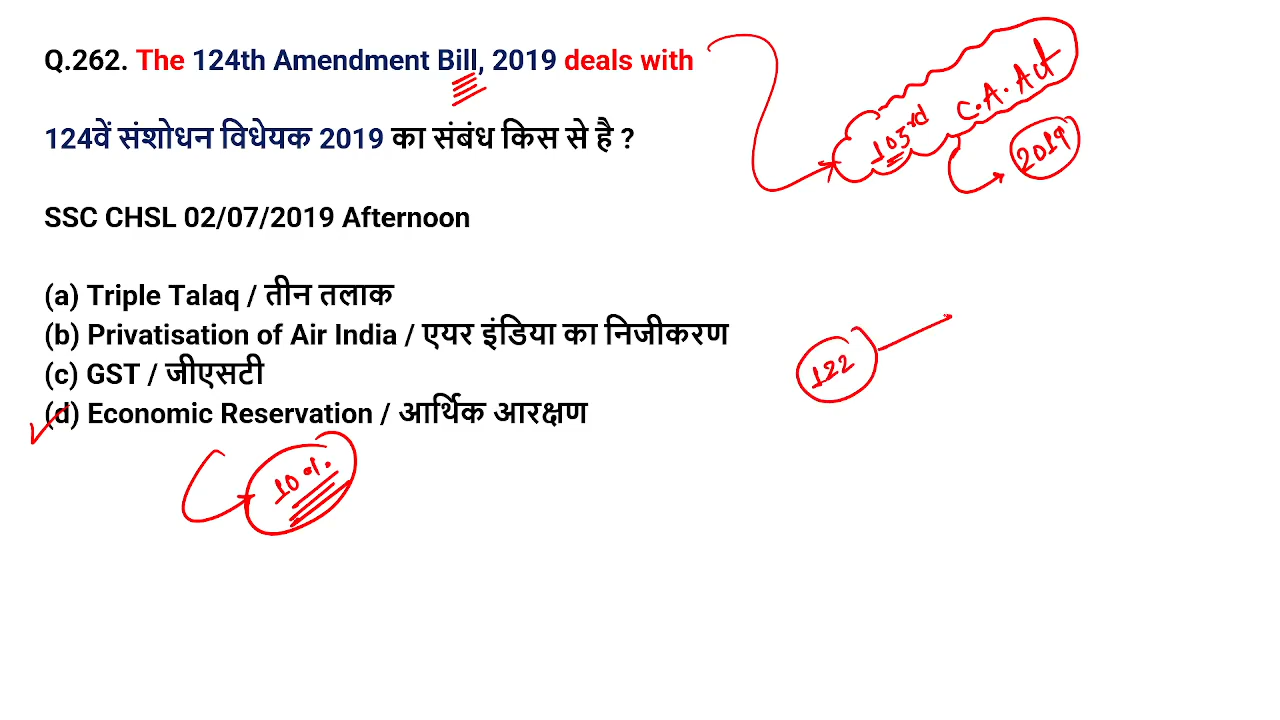 Q.262. The 124th Amendment Bill, 2019 deals with
124वें संशोधन विधेयक 2019 का संबंध किस से है ?
SSC CHSL 02/07/2019 Afternoon
(a) Triple Talaq / तीन तलाक
(b) Privatisation of Air India / एयर इंडिया का निजीकरण
(c) GST / जीएसटी
(d) Economic Reservation / आर्थिक आरक्षण
103rd C.A. Act
2019
122
10%